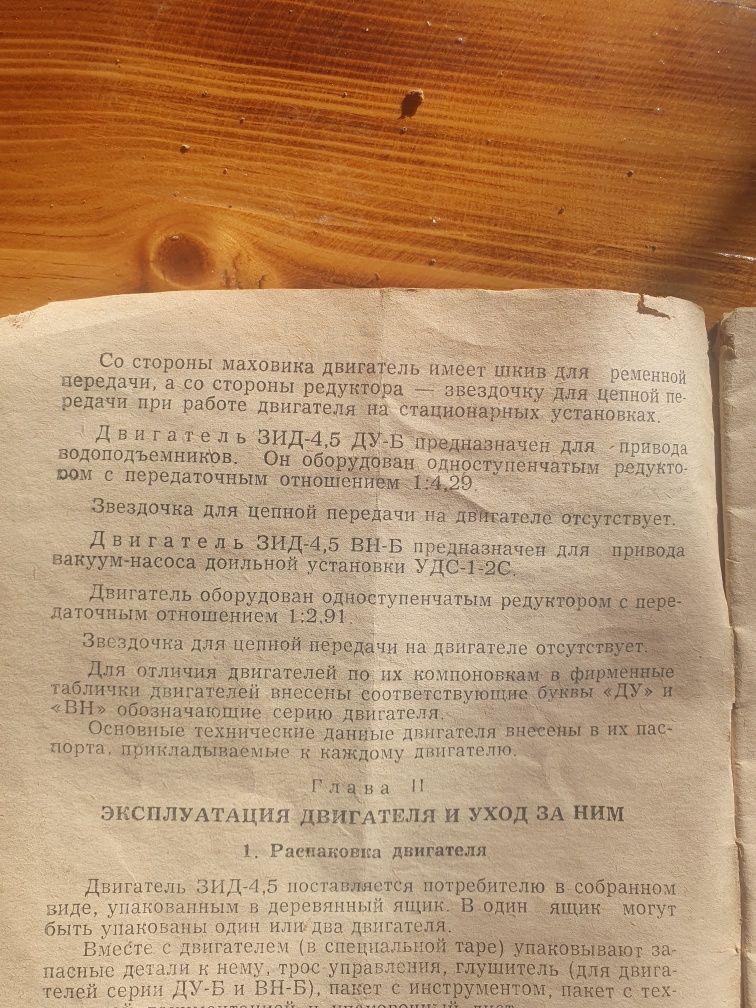 Со стороны маховика двигатель имеет шкив для ременной
передачи, а со стороны редуктора — звездочку для цепной пе-
редачи при работе двигателя на стационарных установках.
Двигатель ЗИД-4,5 ДУ-Б предназначен для привода
водоподъемников. Он оборудован одноступенчатым редукто-
ром с передаточным отношением 1:4,29
Звездочка для цепной передачи на двигателе отсутствует.
Двигатель ЗИД-4,5 ВН-Б предназначен для привода
вакуум-насоса доильной установки УДС-1-2С.
Двигатель оборудован одноступенчатым редуктором с пере-
даточным отношением 1:2,91.
Звездочка для цепной передачи на двигателе отсутствует.
Для отличия двигателей по их компоновкам в фирменные
таблички двигателей внесены соответствующие буквы «ДУ» и
«ВН» обозначающие серию двигателя.
Основные технические данные двигателя внесены в их пас-
порта, прикладываемые к каждому двигателю.
Глава II
ЭКСПЛУАТАЦИЯ ДВИГАТЕЛЯ И УХОД ЗА НИМ
1. Распаковка двигателя
Двигатель ЗИД-4,5 поставляется потребителю в собранном
виде, упакованным в деревянный ящик. В один ящик могут
быть упакованы один или два двигателя.
Вместе с двигателем (в специальной таре) упаковывают за-
пасные детали к нему, трос управления, глушитель (для двига-
телей серии ДУ-Б и ВН-Б), пакет с инструментом, пакет с тех-